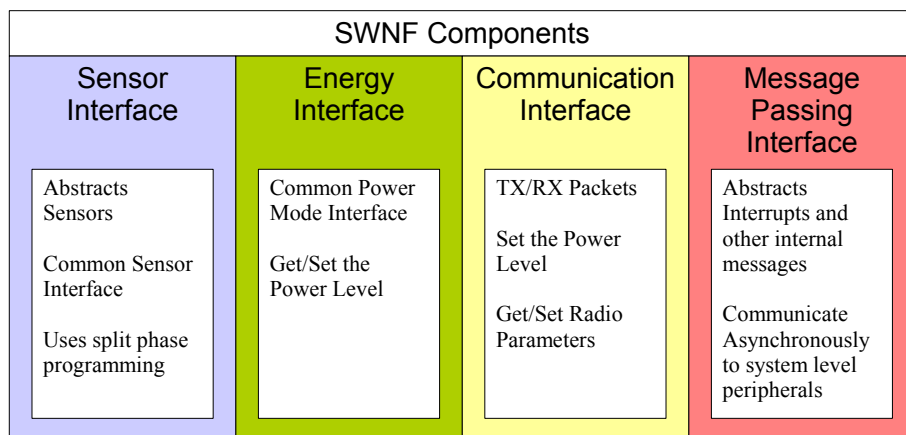 SWNF Components
Sensor
Interface
Abstracts
Sensors
Common Sensor
Interface
Uses split phase
programming
Energy
Interface
Common Power
Mode Interface
Get/Set the
Power Level
Communication
Interface
TX/RX Packets
Set the Power
Level
Get/Set Radio
Parameters
Message
Passing
Interface
Abstracts
Interrupts and
other internal
messages
Communicate
Asynchronously
to system level
peripherals